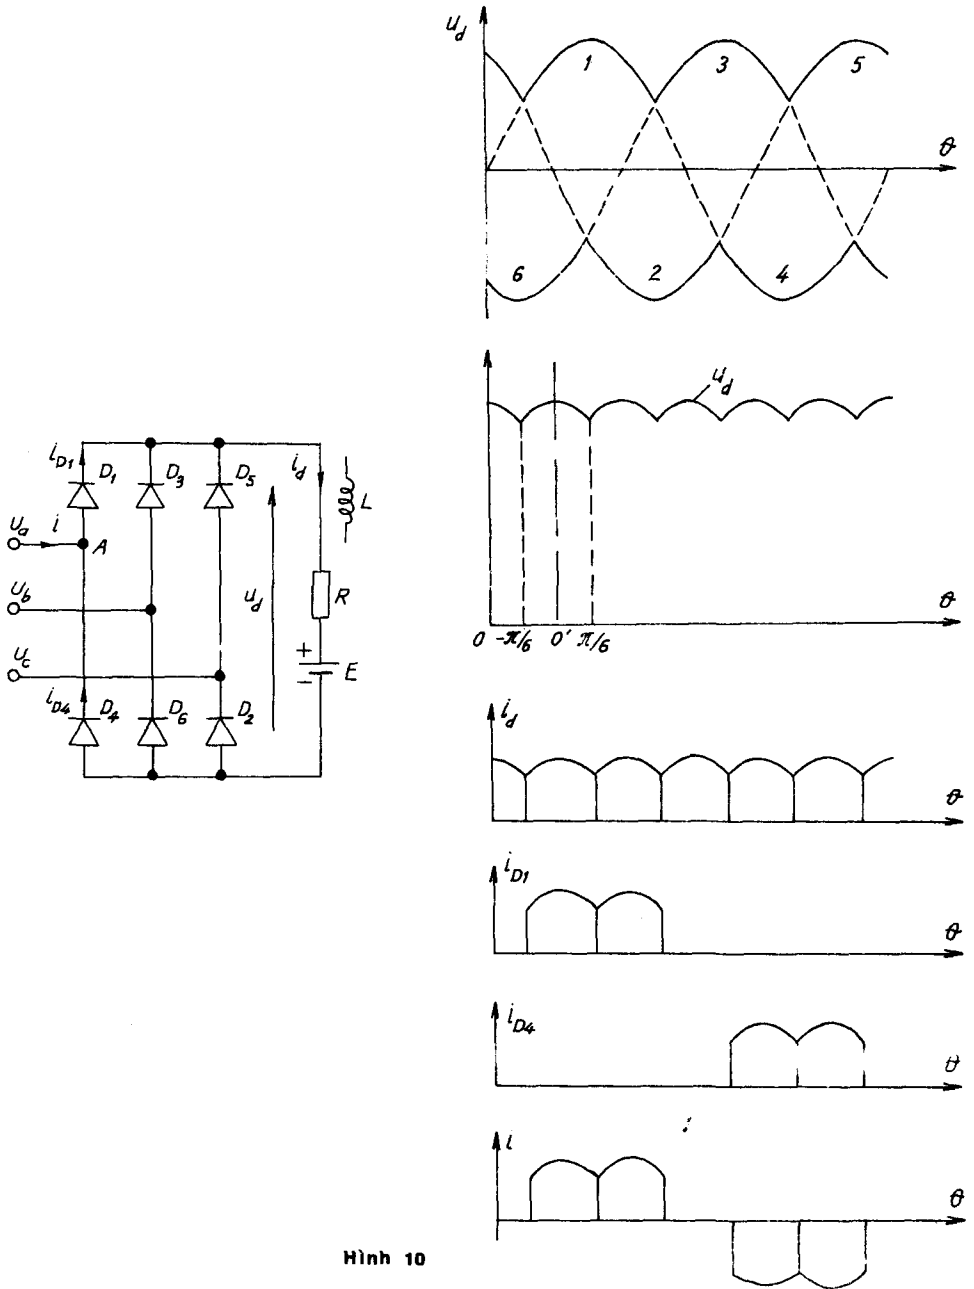 u_d
1
3
5
θ
6
2
4
u_d
θ
0
-π/6
0'
π/6
i_D1
D_1
D_3
D_5
i_d
L
U_a
i
A
U_b
u_d
R
U_c
+
-
E
i_D4
D_4
D_6
D_2
i_d
θ
i_D1
θ
i_D4
θ
i
θ
Hình 10